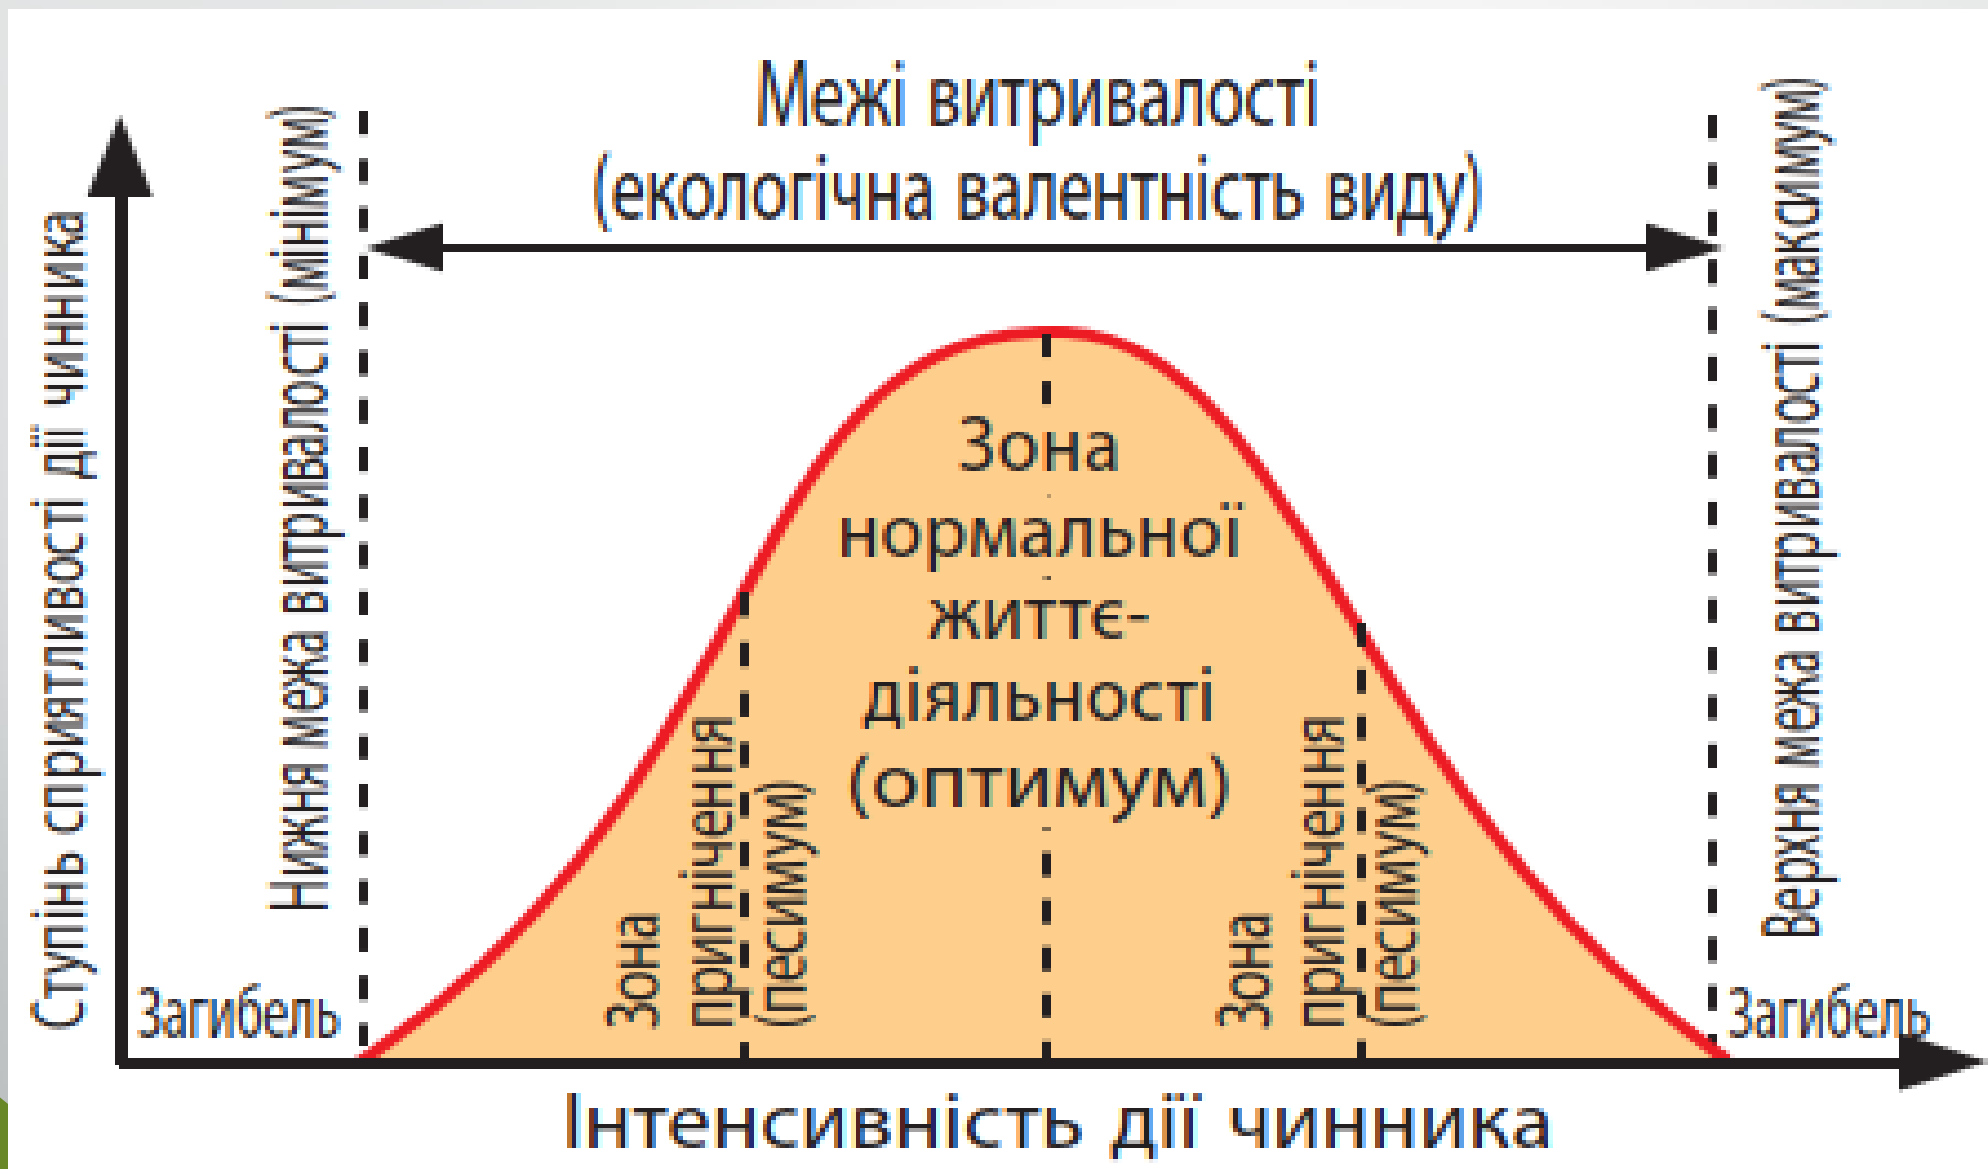 Межі витривалості
(екологічна валентність виду)
Ступінь сприятливості дії чинника
Нижня межа витривалості (мінімум)
Верхня межа витривалості (максимум)
Зона
нормальної
життє-
діяльності
(оптимум)
Зона
пригнічення
(песимум)
Зона
пригнічення
(песимум)
Загибель
Загибель
Інтенсивність дії чинника